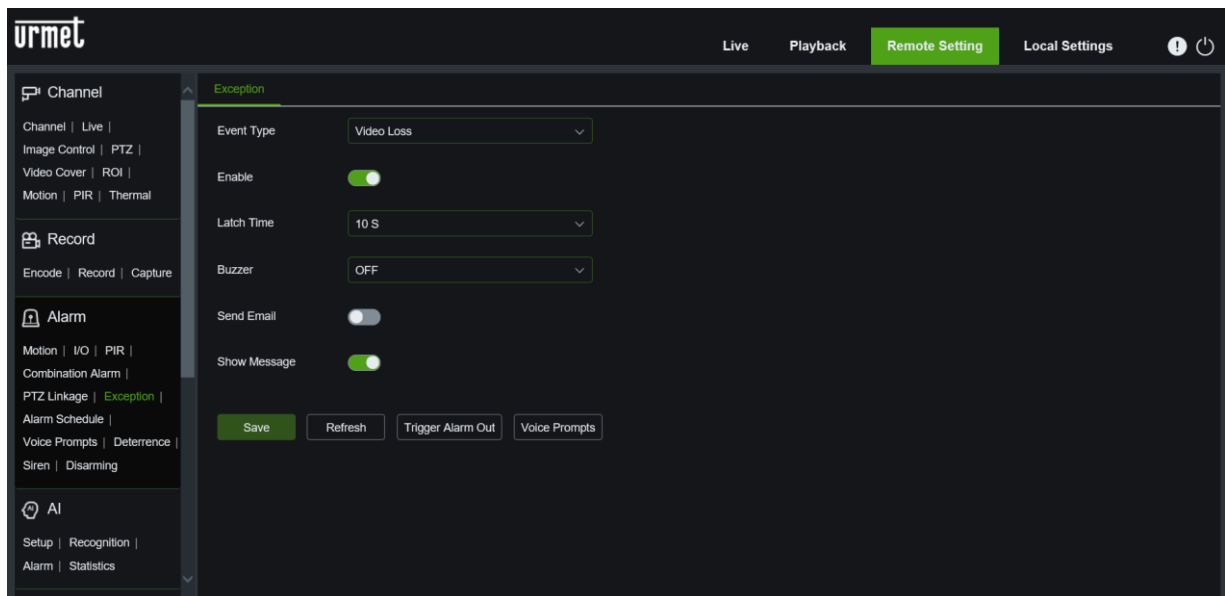 urmet
Live Playback Remote Setting Local Settings
Channel
Channel | Live |
Image Control | PTZ |
Video Cover | ROI |
Motion | PIR | Thermal
Record
Encode | Record | Capture
Alarm
Motion | I/O | PIR |
Combination Alarm |
PTZ Linkage | Exception |
Alarm Schedule |
Voice Prompts | Deterrence |
Siren | Disarming
AI
AI
Setup | Recognition |
Alarm | Statistics
Exception
Event Type Video Loss
Enable
Latch Time 10 S
Buzzer OFF
Send Email
Show Message
Save Refresh Trigger Alarm Out Voice Prompts